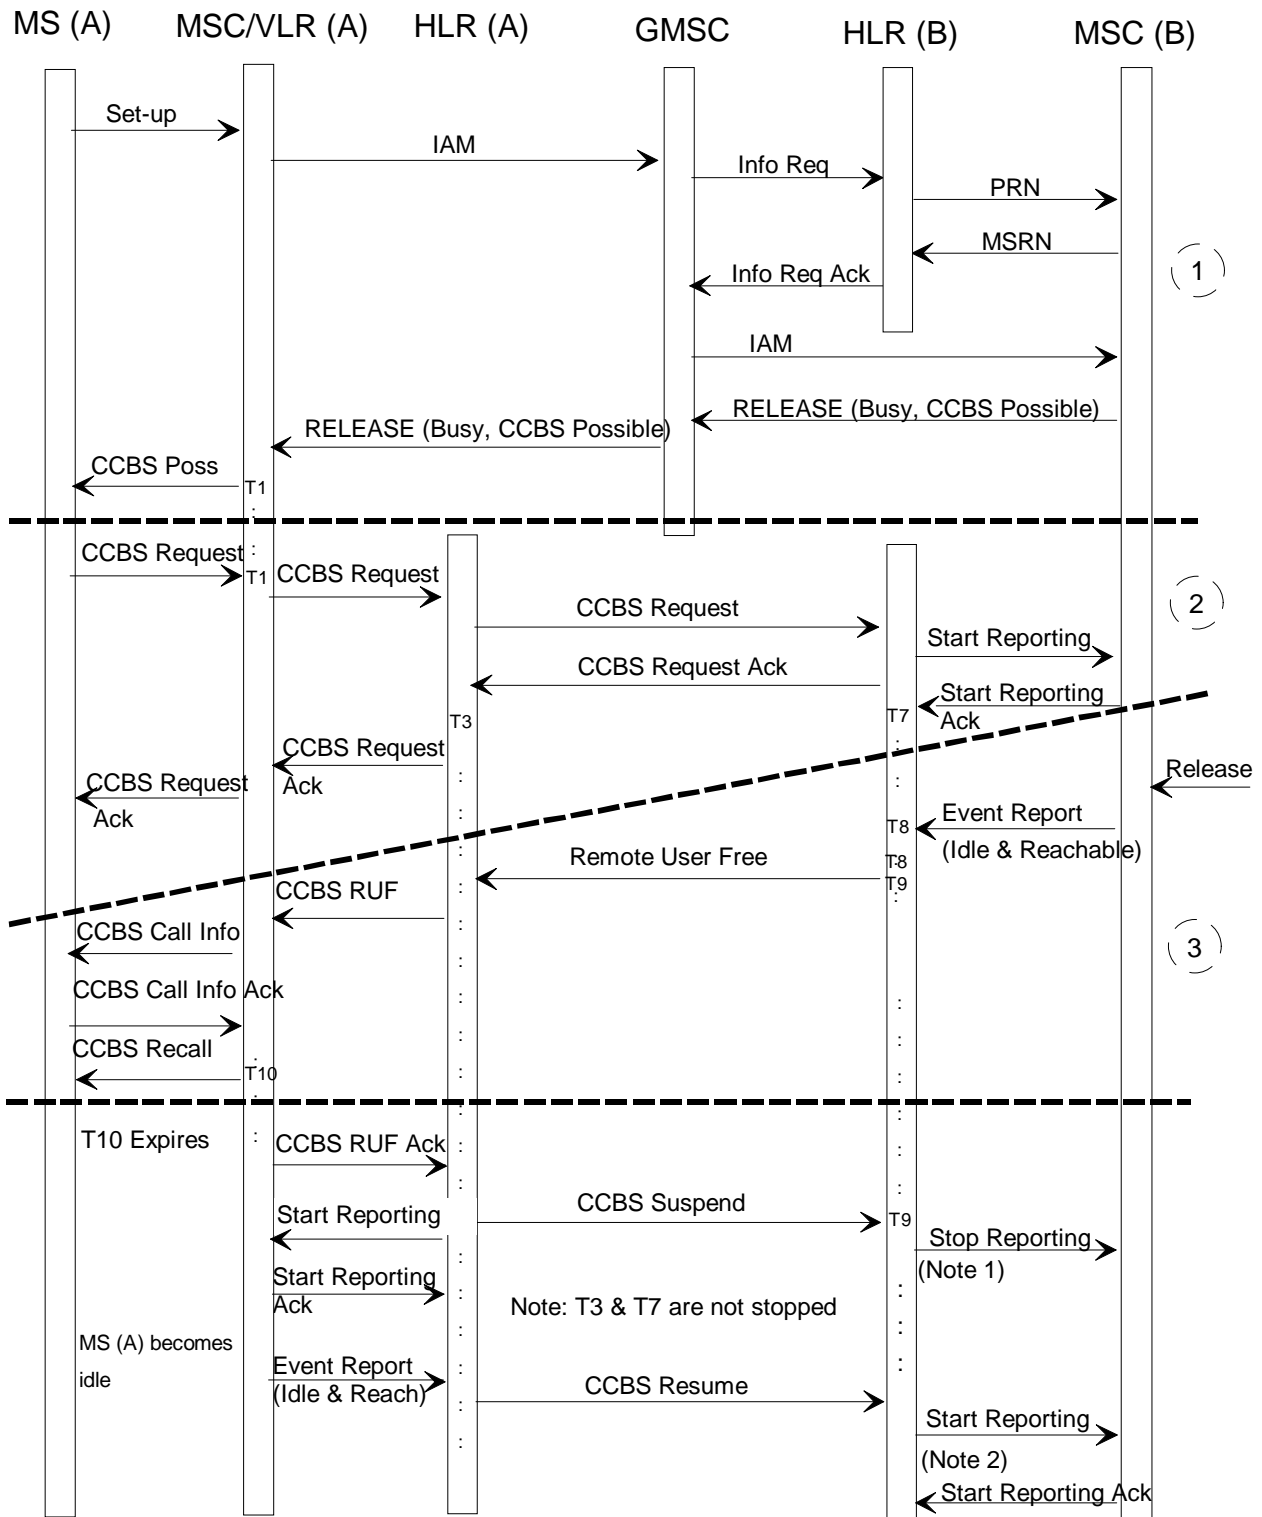 MS (A) MSC/VLR (A) HLR (A) GMSC HLR (B) MSC (B)
Set-up
IAM
Info Req
PRN
MSRN
1
Info Req Ack
IAM
RELEASE (Busy, CCBS Possible)
RELEASE (Busy, CCBS Possible)
CCBS Poss
T1
CCBS Request
T1
CCBS Request
CCBS Request
2
Start Reporting
CCBS Request Ack
Start Reporting
Ack
T7
T3
CCBS Request
Ack
CCBS Request
Ack
Release
Event Report
(Idle & Reachable)
T8
Remote User Free
T8
T9
CCBS RUF
CCBS Call Info
3
CCBS Call Info Ack
CCBS Recall
T10
T10 Expires
CCBS RUF Ack
CCBS Suspend
Start Reporting
T9
Stop Reporting
(Note 1)
Start Reporting
Ack
Note: T3 & T7 are not stopped
MS (A) becomes
idle
Event Report
(Idle & Reach)
CCBS Resume
Start Reporting
(Note 2)
Start Reporting Ack